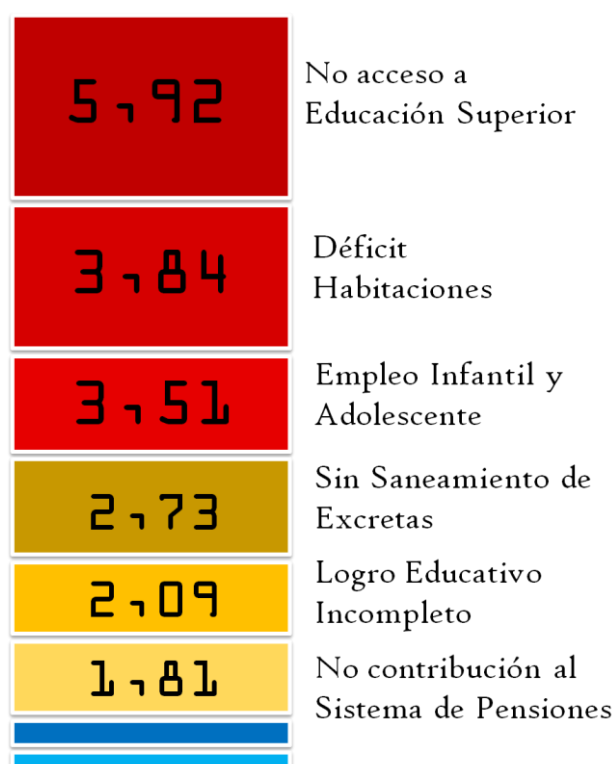 5,92
No acceso a
Educación Superior
3,84
Déficit
Habitaciones
3,51
Empleo Infantil y
Adolescente
2,73
Sin Saneamiento de
Excretas
2,09
Logro Educativo
Incompleto
1,81
No contribución al
Sistema de Pensiones